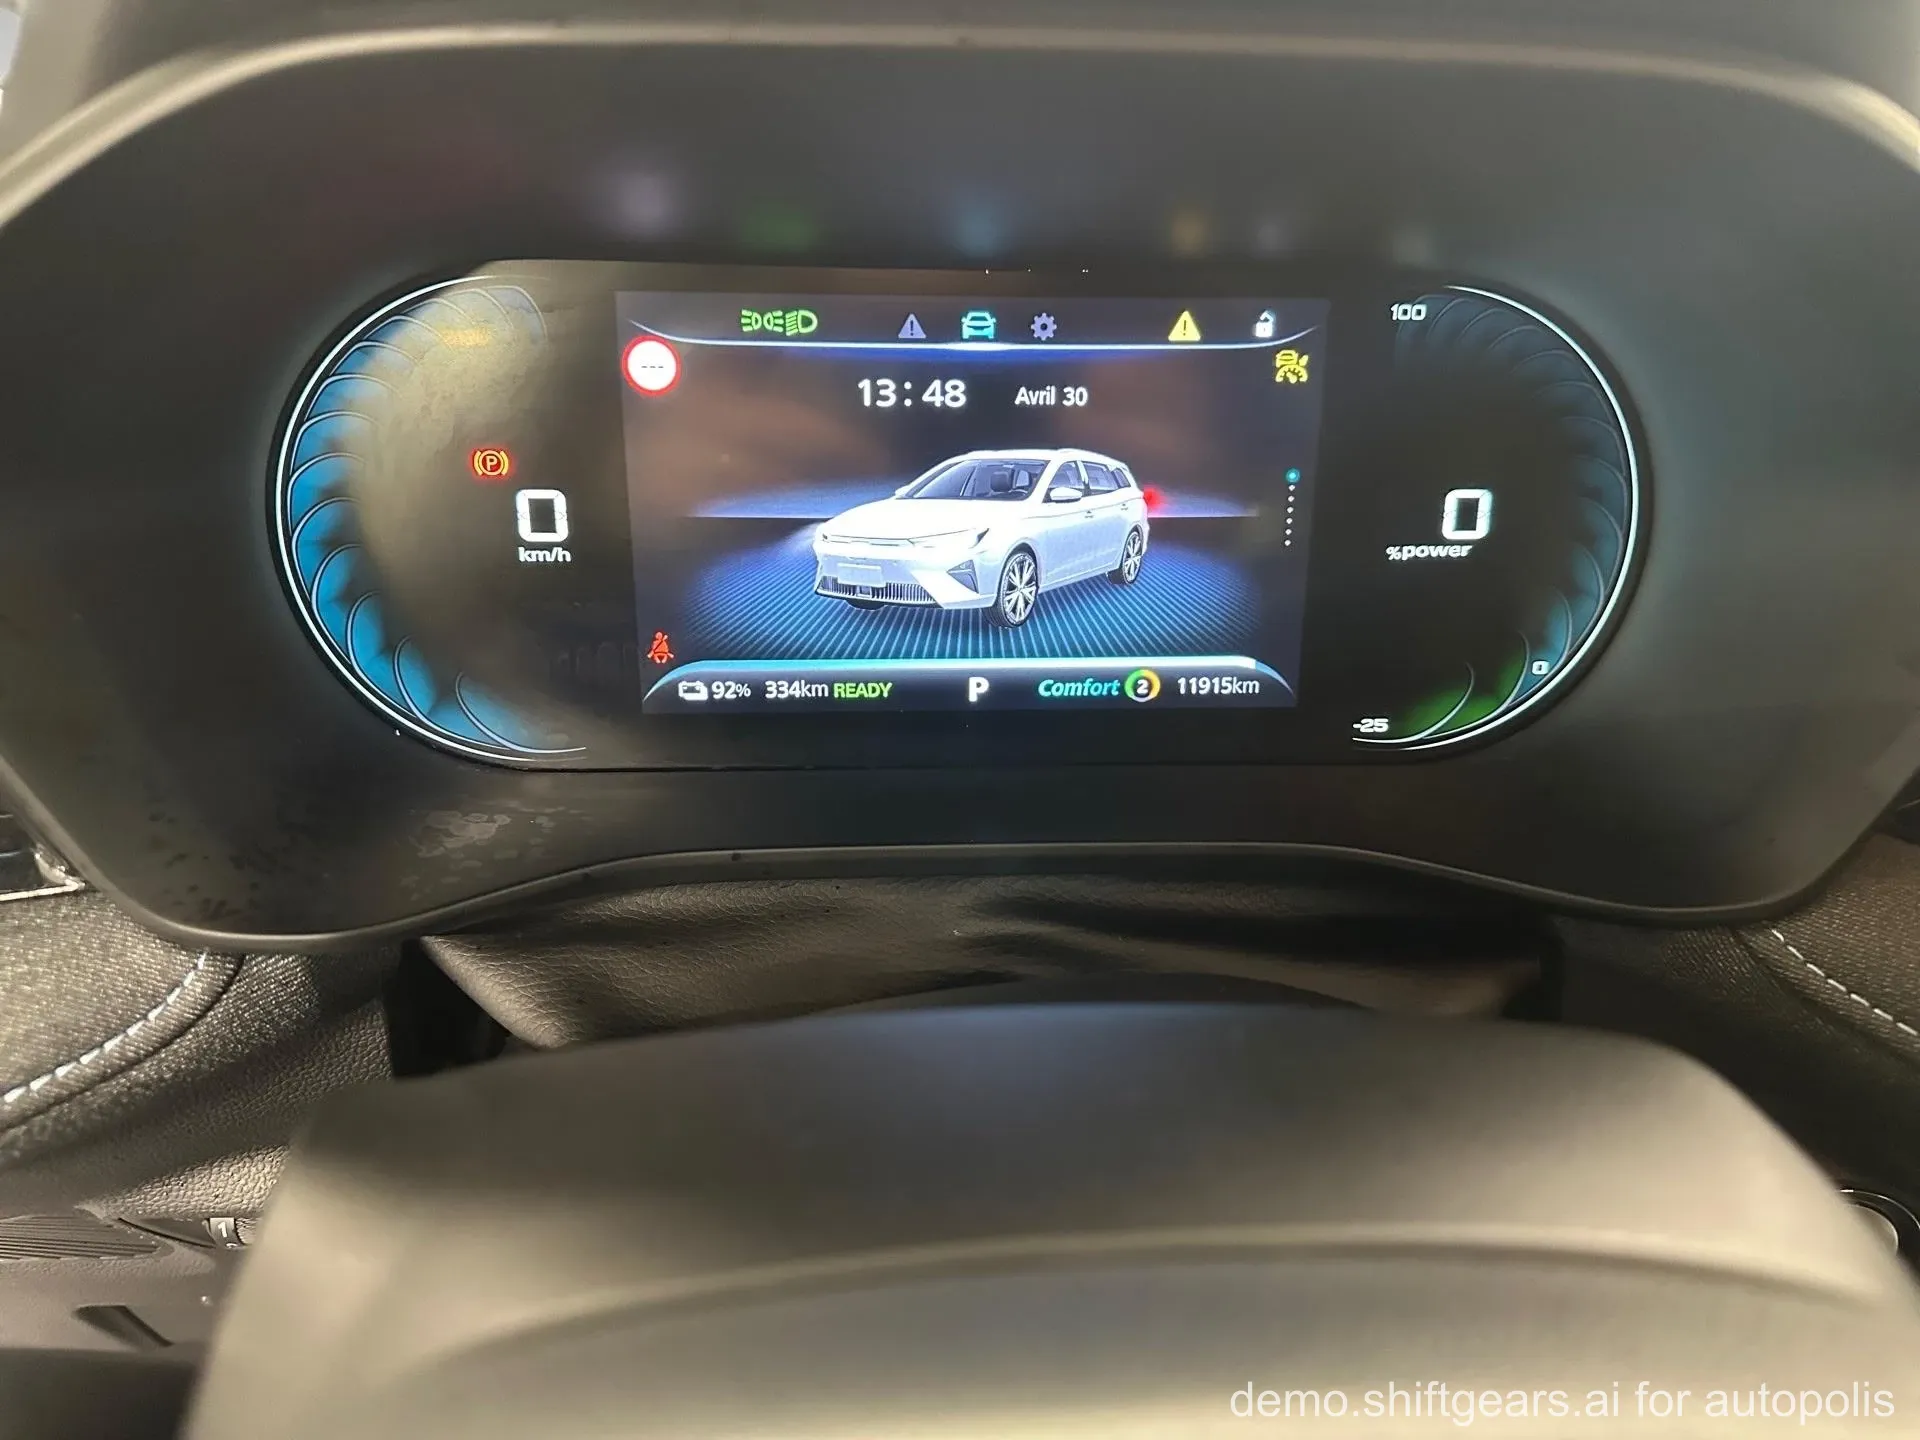 100
---
13:48 Avril 30
P
0
km/h
0
%power
0
92% 334km READY P Comfort 2 11915km
-25
1
demo.shiftgears.ai for autopolis